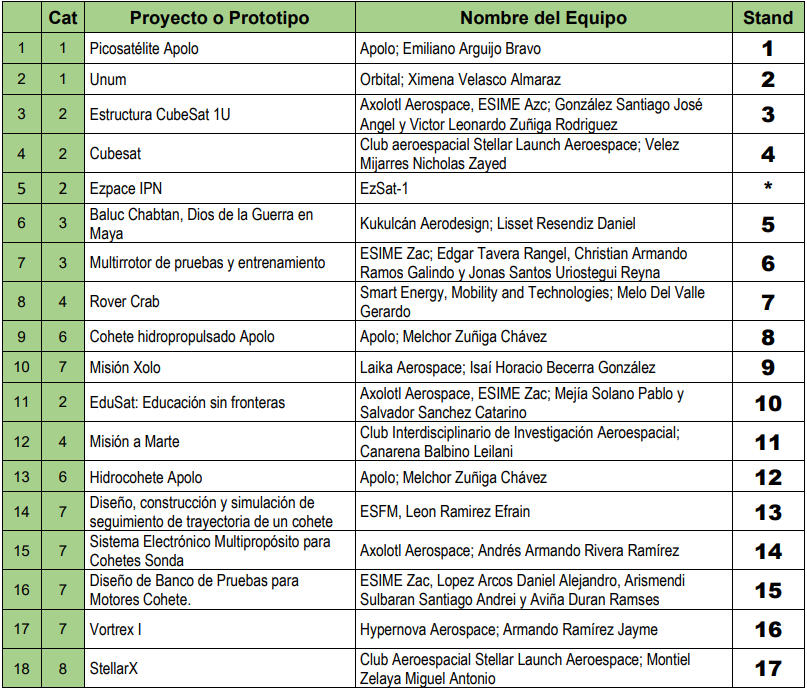 Cat Proyecto o Prototipo Nombre del Equipo Stand
1 1 Picosatélite Apolo Apolo; Emiliano Arguijo Bravo 1
2 1 Unum Orbital; Ximena Velasco Almaraz 2
3 2 Estructura CubeSat 1U Axolotl Aerospace, ESIME Azc; González Santiago José
Angel y Victor Leonardo Zuñiga Rodriguez 3
4 2 Cubesat Club aeroespacial Stellar Launch Aeroespace; Velez
Mijarres Nicholas Zayed 4
5 2 Ezpace IPN EzSat-1 *
6 3 Baluc Chabtan, Dios de la Guerra en
Maya Kukulcán Aerodesign; Lisset Resendiz Daniel 5
7 3 Multirrotor de pruebas y entrenamiento ESIME Zac; Edgar Tavera Rangel, Christian Armando
Ramos Galindo y Jonas Santos Uriostegui Reyna 6
8 4 Rover Crab Smart Energy, Mobility and Technologies; Melo Del Valle
Gerardo 7
9 6 Cohete hidropropulsado Apolo Apolo; Melchor Zuñiga Chávez 8
10 7 Misión Xolo Laika Aerospace; Isaí Horacio Becerra González 9
11 2 EduSat: Educación sin fronteras Axolotl Aerospace, ESIME Zac; Mejía Solano Pablo y
Salvador Sanchez Catarino 10
12 4 Misión a Marte Club Interdisciplinario de Investigación Aeroespacial;
Canarena Balbino Leilani 11
13 6 Hidrocohete Apolo Apolo; Melchor Zuñiga Chávez 12
14 7 Diseño, construcción y simulación de
seguimiento de trayectoria de un cohete ESFM, Leon Ramirez Efrain 13
15 7 Sistema Electrónico Multipropósito para
Cohetes Sonda Axolotl Aerospace; Andrés Armando Rivera Ramírez 14
16 7 Diseño de Banco de Pruebas para
Motores Cohete. ESIME Zac, Lopez Arcos Daniel Alejandro, Arismendi
Sulbaran Santiago Andrei y Aviña Duran Ramses 15
17 7 Vortrex I Hypernova Aerospace; Armando Ramírez Jayme 16
18 8 StellarX Club Aeroespacial Stellar Launch Aeroespace; Montiel
Zelaya Miguel Antonio 17